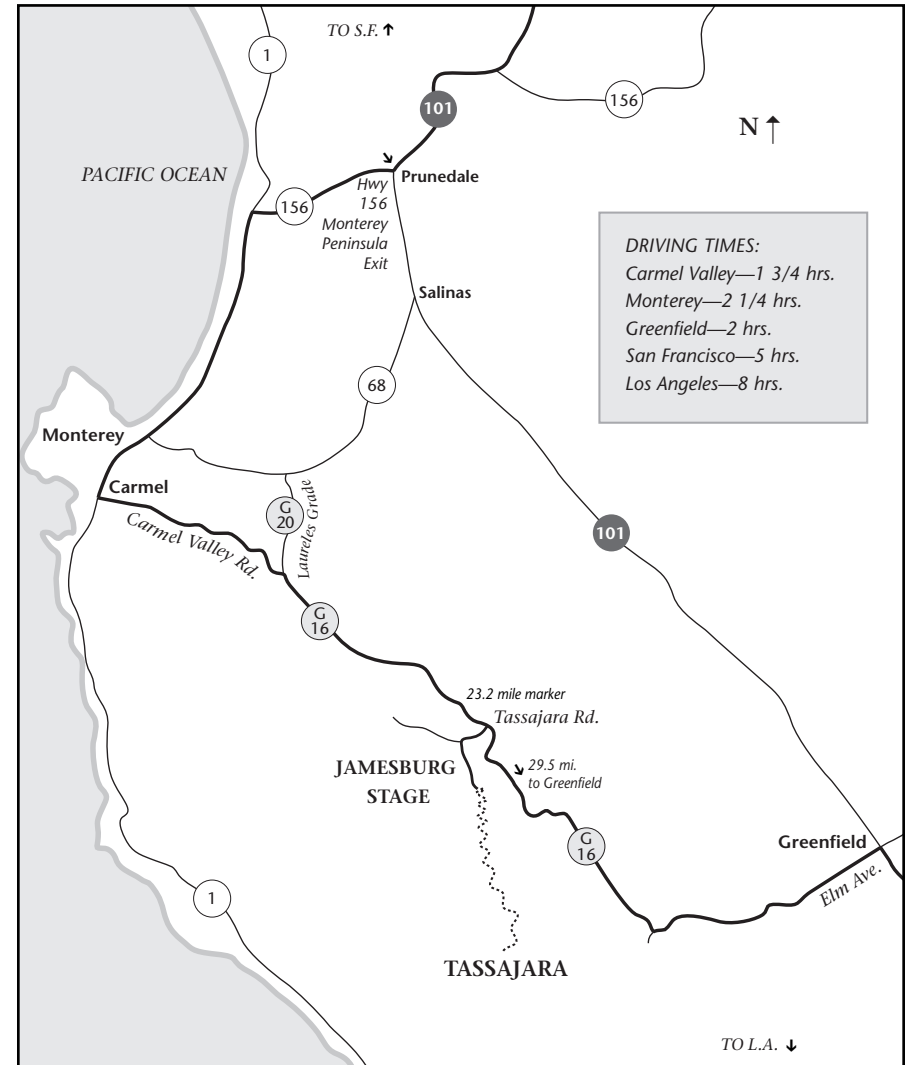 TO S.F. ↑
1
156
101
N ↑
PACIFIC OCEAN
Prunedale
156
Hwy
156
Monterey
Peninsula
Exit
DRIVING TIMES:
Carmel Valley—1 3/4 hrs.
Monterey—2 1/4 hrs.
Greenfield—2 hrs.
San Francisco—5 hrs.
Los Angeles—8 hrs.
Salinas
68
Monterey
Carmel
G
20
Laureles Grade
Carmel Valley Rd.
101
G
16
23.2 mile marker
Tassajara Rd.
JAMESBURG
STAGE
29.5 mi.
to Greenfield
G
16
Greenfield
Elm Ave.
1
TASSAJARA
TO L.A. ↓